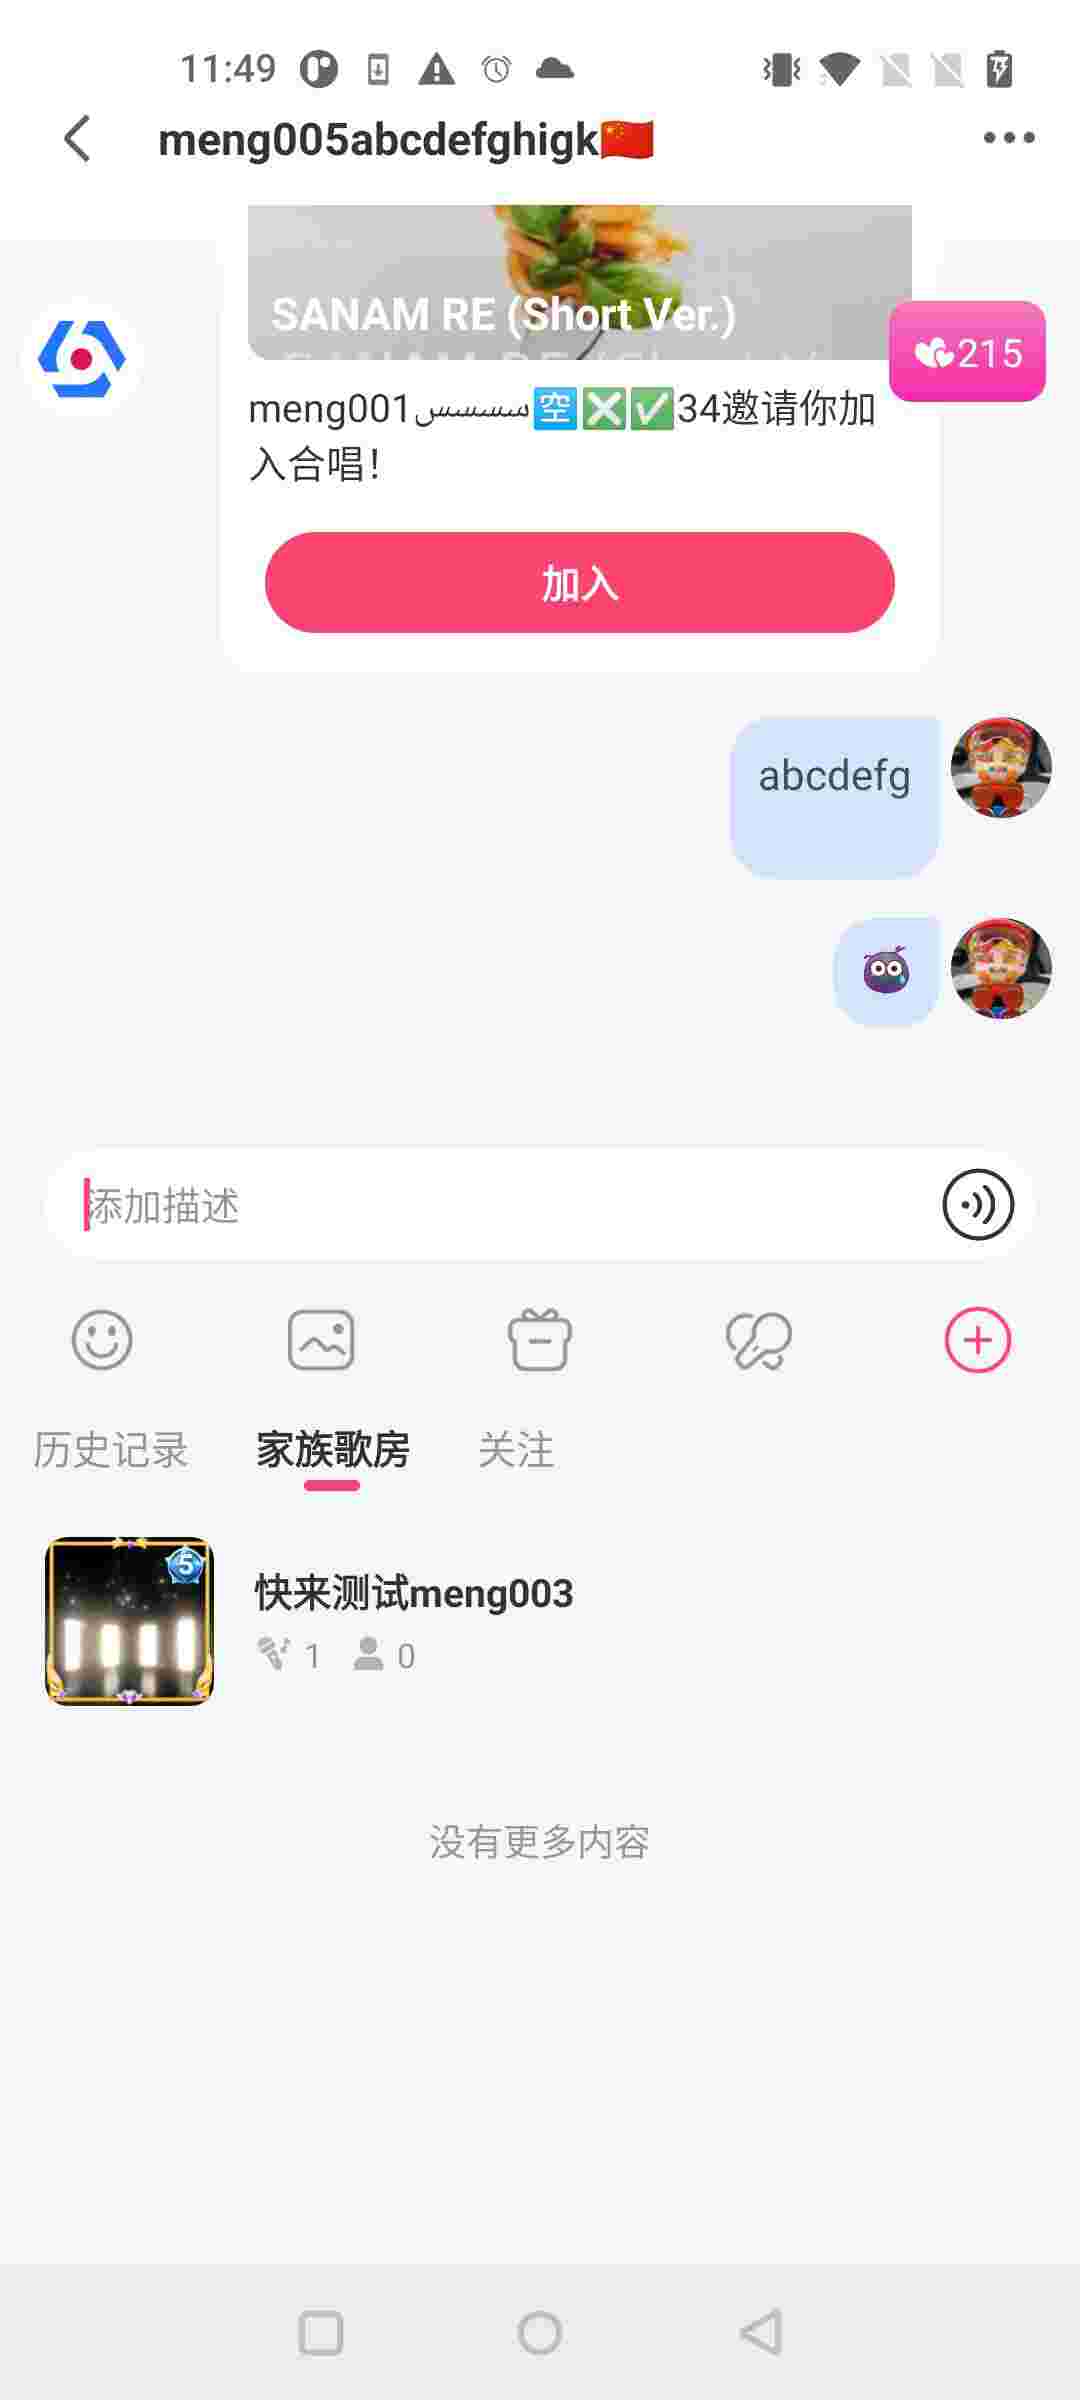 11:49
meng005abcdefghigk🇨🇳
SANAM RE (Short Ver.)
215
meng001سسسسس🈳❎✅34邀请你加
入合唱！
加入
abcdefg
添加描述
历史记录 家族歌房 关注
5
快来测试meng003
1 0
没有更多内容